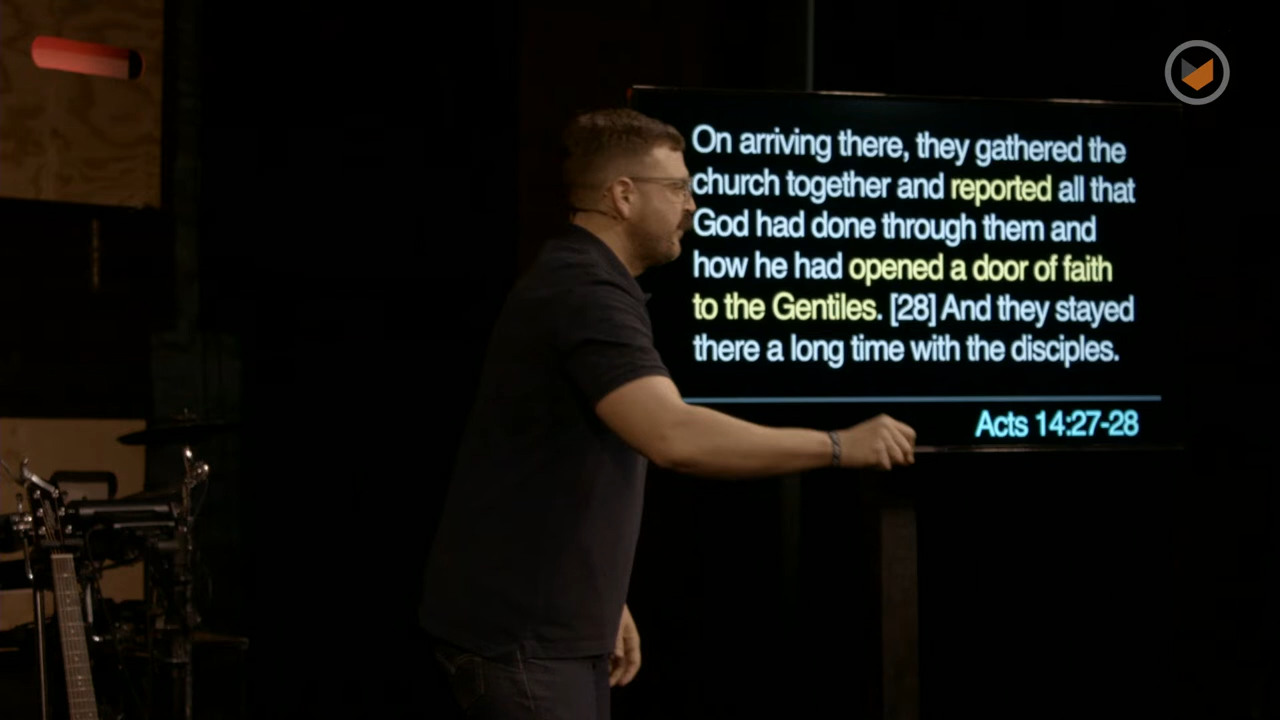 On arriving there, they gathered the
church together and reported all that
God had done through them and
how he had opened a door of faith
to the Gentiles. [28] And they stayed
there a long time with the disciples.
Acts 14:27-28